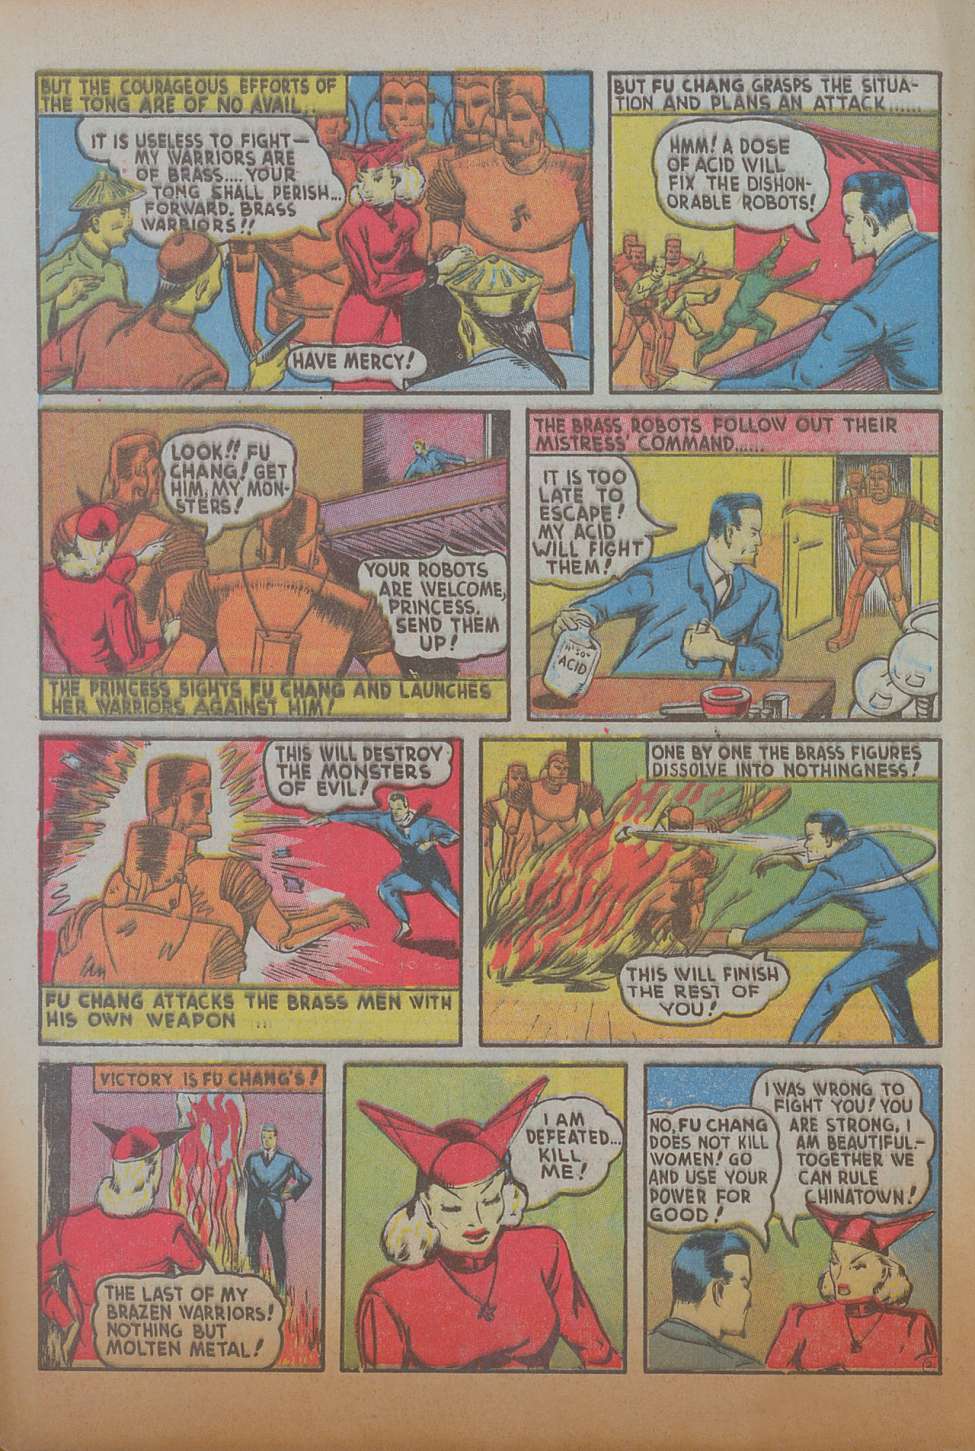 BUT THE COURAGEOUS EFFORTS OF
THE TONG ARE OF NO AVAIL..
IT IS USELESS TO FIGHT—
MY WARRIORS ARE
OF BRASS.... YOUR
TONG SHALL PERISH...
FORWARD, BRASS
WARRIORS!!
HAVE MERCY!
BUT FU CHANG GRASPS THE SITUA-
TION AND PLANS AN ATTACK......
HMM! A DOSE
OF ACID WILL
FIX THE DISHON-
ORABLE ROBOTS!
LOOK!! FU
CHANG! GET
HIM, MY MON-
STERS!
YOUR ROBOTS
ARE WELCOME,
PRINCESS.
SEND THEM
UP!
THE PRINCESS SIGHTS FU CHANG AND LAUNCHES
HER WARRIORS AGAINST HIM!
THE BRASS ROBOTS FOLLOW OUT THEIR
MISTRESS' COMMAND......
IT IS TOO
LATE TO
ESCAPE!
MY ACID
WILL FIGHT
THEM!
ACID
THIS WILL DESTROY
THE MONSTERS
OF EVIL!
FU CHANG ATTACKS THE BRASS MEN WITH
HIS OWN WEAPON ...
ONE BY ONE THE BRASS FIGURES
DISSOLVE INTO NOTHINGNESS!
THIS WILL FINISH
THE REST OF
YOU!
VICTORY IS FU CHANG'S!
THE LAST OF MY
BRAZEN WARRIORS!
NOTHING BUT
MOLTEN METAL!
I AM
DEFEATED...
KILL
ME!
NO, FU CHANG
DOES NOT KILL
WOMEN! GO
AND USE YOUR
POWER FOR
GOOD!
I WAS WRONG TO
FIGHT YOU! YOU
ARE STRONG, I
AM BEAUTIFUL-
TOGETHER WE
CAN RULE
CHINATOWN!